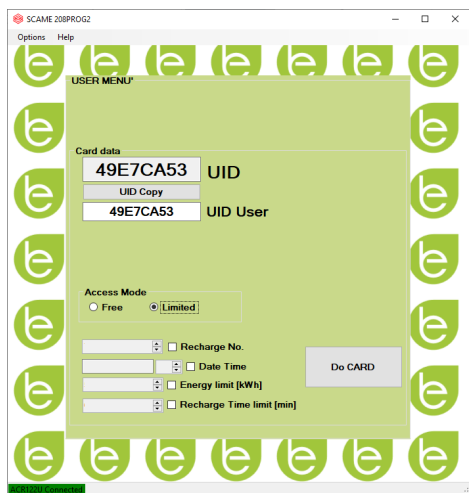 SCAME 208PROG2
Options Help
USER MENU'
Card data
49E7CA53 UID
UID Copy
49E7CA53 UID User
Access Mode
Free Limited
Recharge No.
Date Time
Energy limit [kWh]
Recharge Time limit [min]
Do CARD
ACR122U Connected